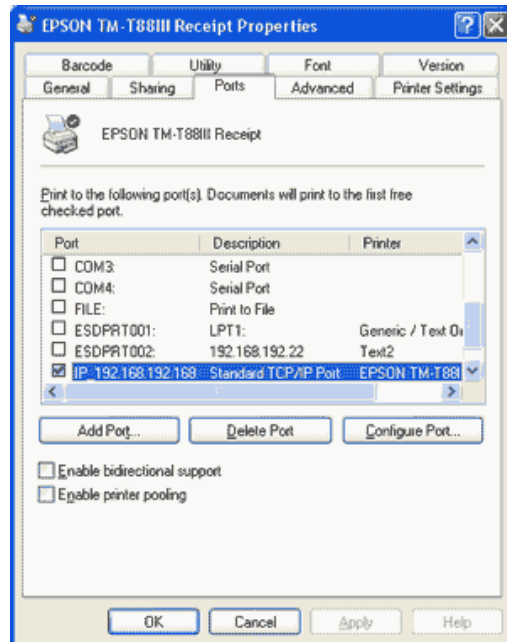 EPSON TM-T88III Receipt Properties
Barcode Utility Font Version
General Sharing Ports Advanced Printer Settings
EPSON TM-T88III Receipt
Print to the following port(s). Documents will print to the first free
checked port.
Port Description Printer
COM3: Serial Port
COM4: Serial Port
FILE: Print to File
ESDPRT001: LPT1: Generic / Text On
ESDPRT002: 192.168.192.22 Text2
IP_192.168.192.168 Standard TCP/IP Port EPSON TM-T88I
Add Port... Delete Port Configure Port...
Enable bidirectional support
Enable printer pooling
OK Cancel Apply Help